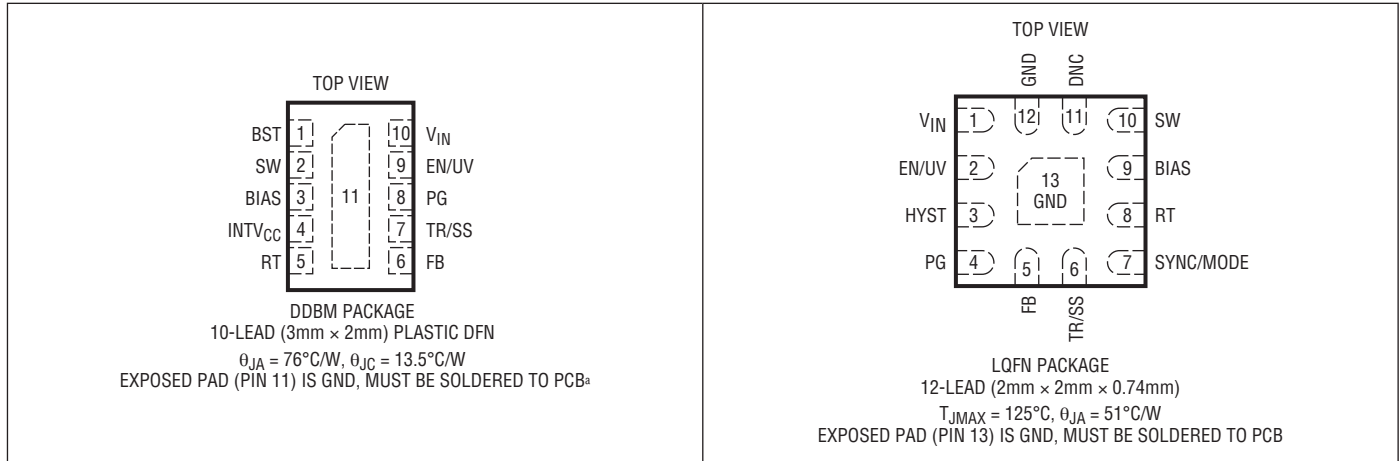 TOP VIEW
BST 1 10 VIN
SW 2 9 EN/UV
BIAS 3 11 8 PG
INTVCC 4 7 TR/SS
RT 5 6 FB
DDBM PACKAGE
10-LEAD (3mm × 2mm) PLASTIC DFN
θJA = 76°C/W, θJC = 13.5°C/W
EXPOSED PAD (PIN 11) IS GND, MUST BE SOLDERED TO PCBa
TOP VIEW
GND DNC
VIN 1 12 11 10 SW
EN/UV 2 9 BIAS
13
GND
HYST 3 8 RT
PG 4 5 6 7 SYNC/MODE
FB TR/SS
LQFN PACKAGE
12-LEAD (2mm × 2mm × 0.74mm)
TJMAX = 125°C, θJA = 51°C/W
EXPOSED PAD (PIN 13) IS GND, MUST BE SOLDERED TO PCB